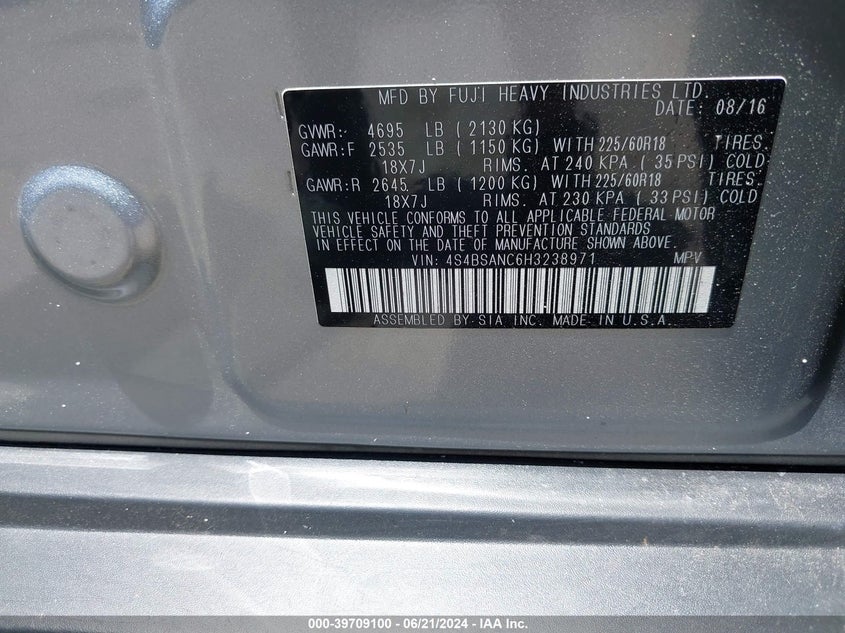 MFD BY FUJI HEAVY INDUSTRIES LTD.
DATE: 08/16
GVWR: 4695 LB (2130 KG)
GAWR:F 2535 LB (1150 KG) WITH 225/60R18 TIRES.
18X7J RIMS. AT 240 KPA (35 PSI) COLD
GAWR:R 2645 LB (1200 KG) WITH 225/60R18 TIRES.
18X7J RIMS. AT 230 KPA (33 PSI) COLD
THIS VEHICLE CONFORMS TO ALL APPLICABLE FEDERAL MOTOR
VEHICLE SAFETY AND THEFT PREVENTION STANDARDS
IN EFFECT ON THE DATE OF MANUFACTURE SHOWN ABOVE.
VIN: 4S4BSANC6H3238971 MPV
ASSEMBLED BY SIA INC. MADE IN U.S.A.
000-39709100 - 06/21/2024 - IAA Inc.